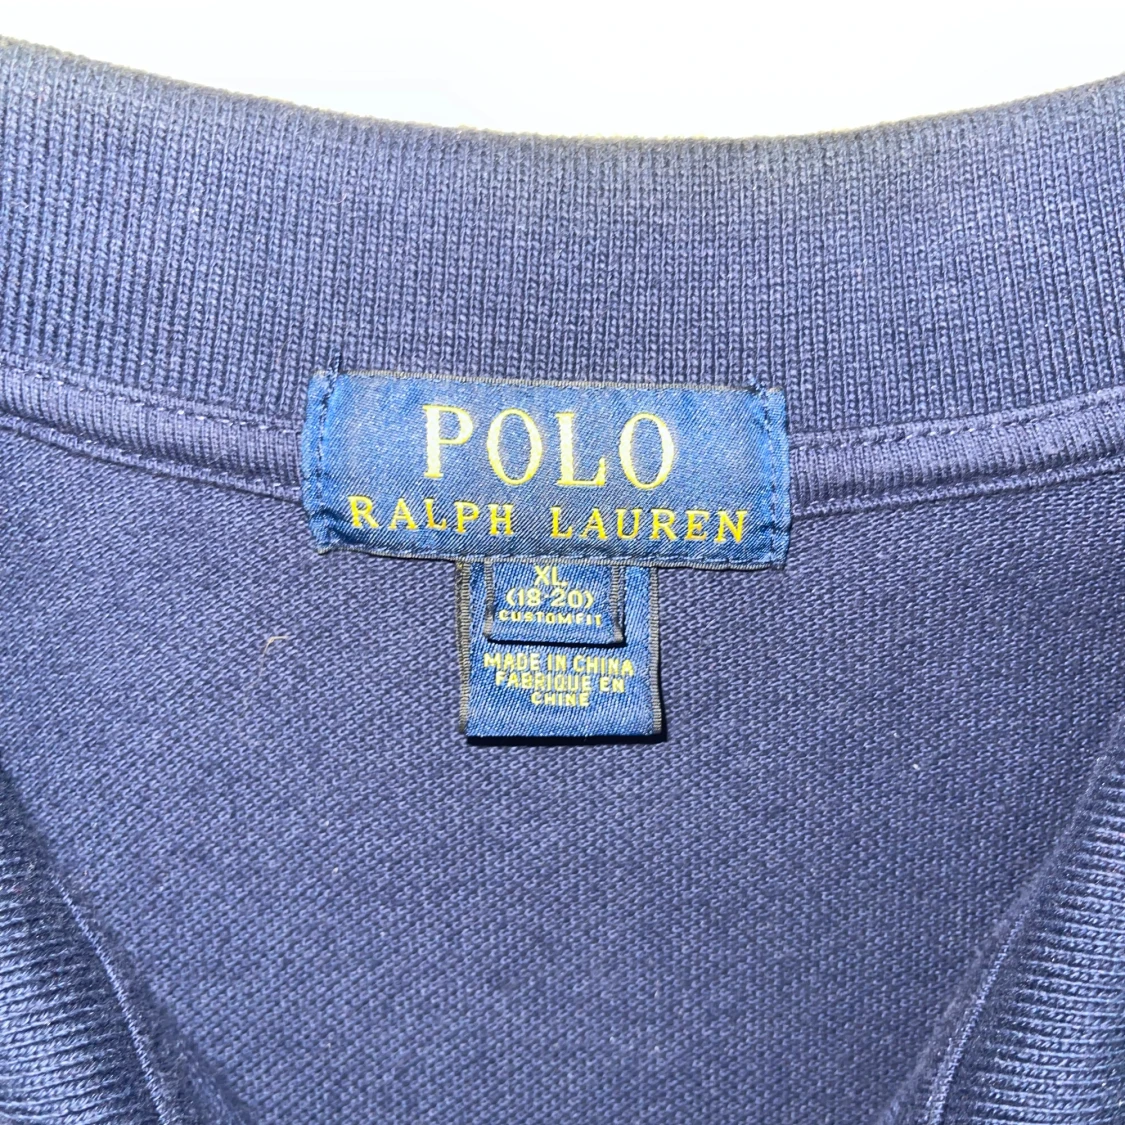 POLO
RALPH LAUREN
XL
(18-20)
CUSTOM FIT
MADE IN CHINA
FABRIQUE EN
CHINE